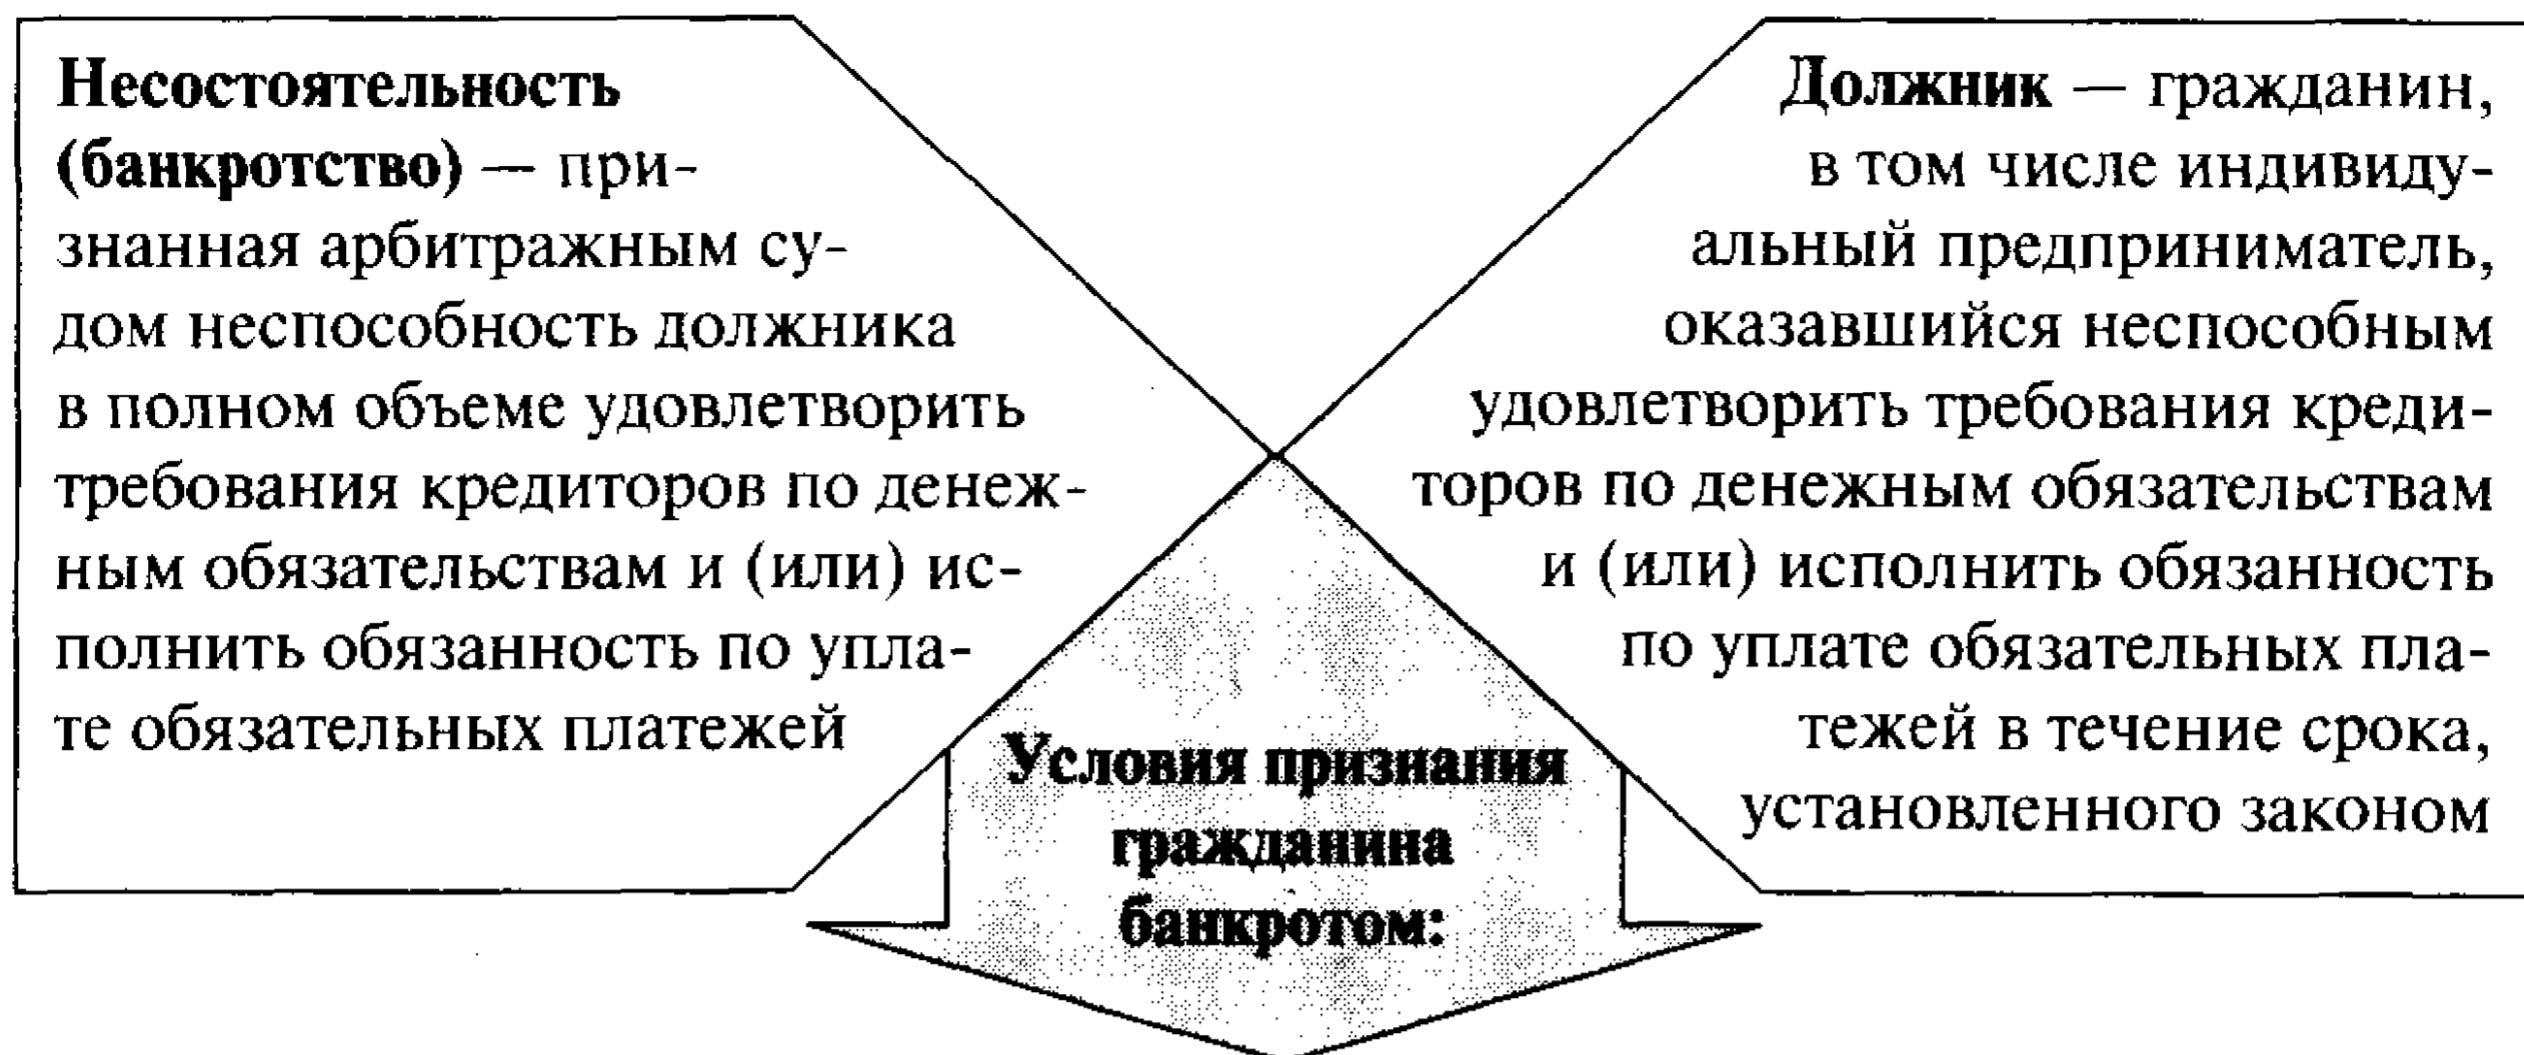 Несостоятельность
(банкротство) — при-
знанная арбитражным су-
дом неспособность должника
в полном объеме удовлетворить
требования кредиторов по денеж-
ным обязательствам и (или) ис-
полнить обязанность по упла-
те обязательных платежей
Должник — гражданин,
в том числе индивиду-
альный предприниматель,
оказавшийся неспособным
удовлетворить требования креди-
торов по денежным обязательствам
и (или) исполнить обязанность
по уплате обязательных пла-
тежей в течение срока,
установленного законом
Условия признания
гражданина
банкротом: